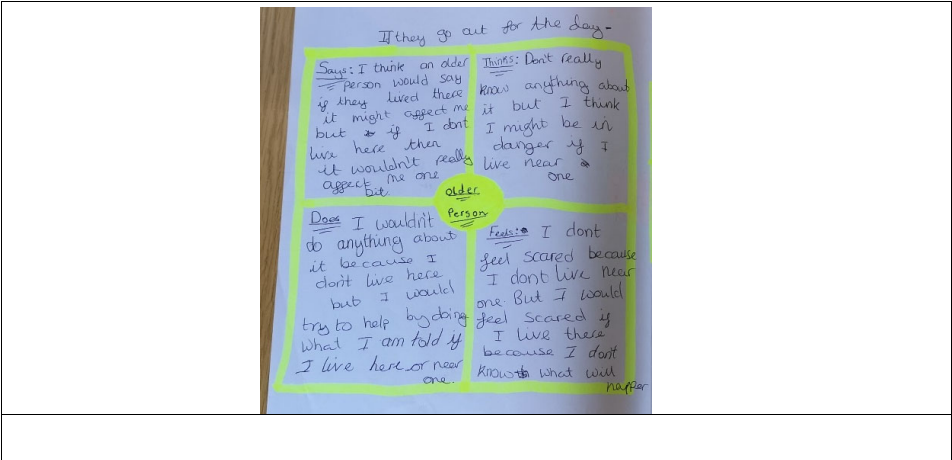 If they go out for the day-
Says: I think an older
person would say
if they lived there
it might affect me
but if I dont
live here then
it wouldn't really
affect me one
bit
Thinks: Don't really
know anything about
it but I think
I might be in
danger if I
live near
one
Older
Person
Does I wouldn't
do anything about
it because I
don't live here
but I would
try to help by doing
what I am told if
I live here or near
one.
Feels: I dont
feel scared because
I dont live near
one. But I would
feel scared if
I live there
because I don't
know what will
happen